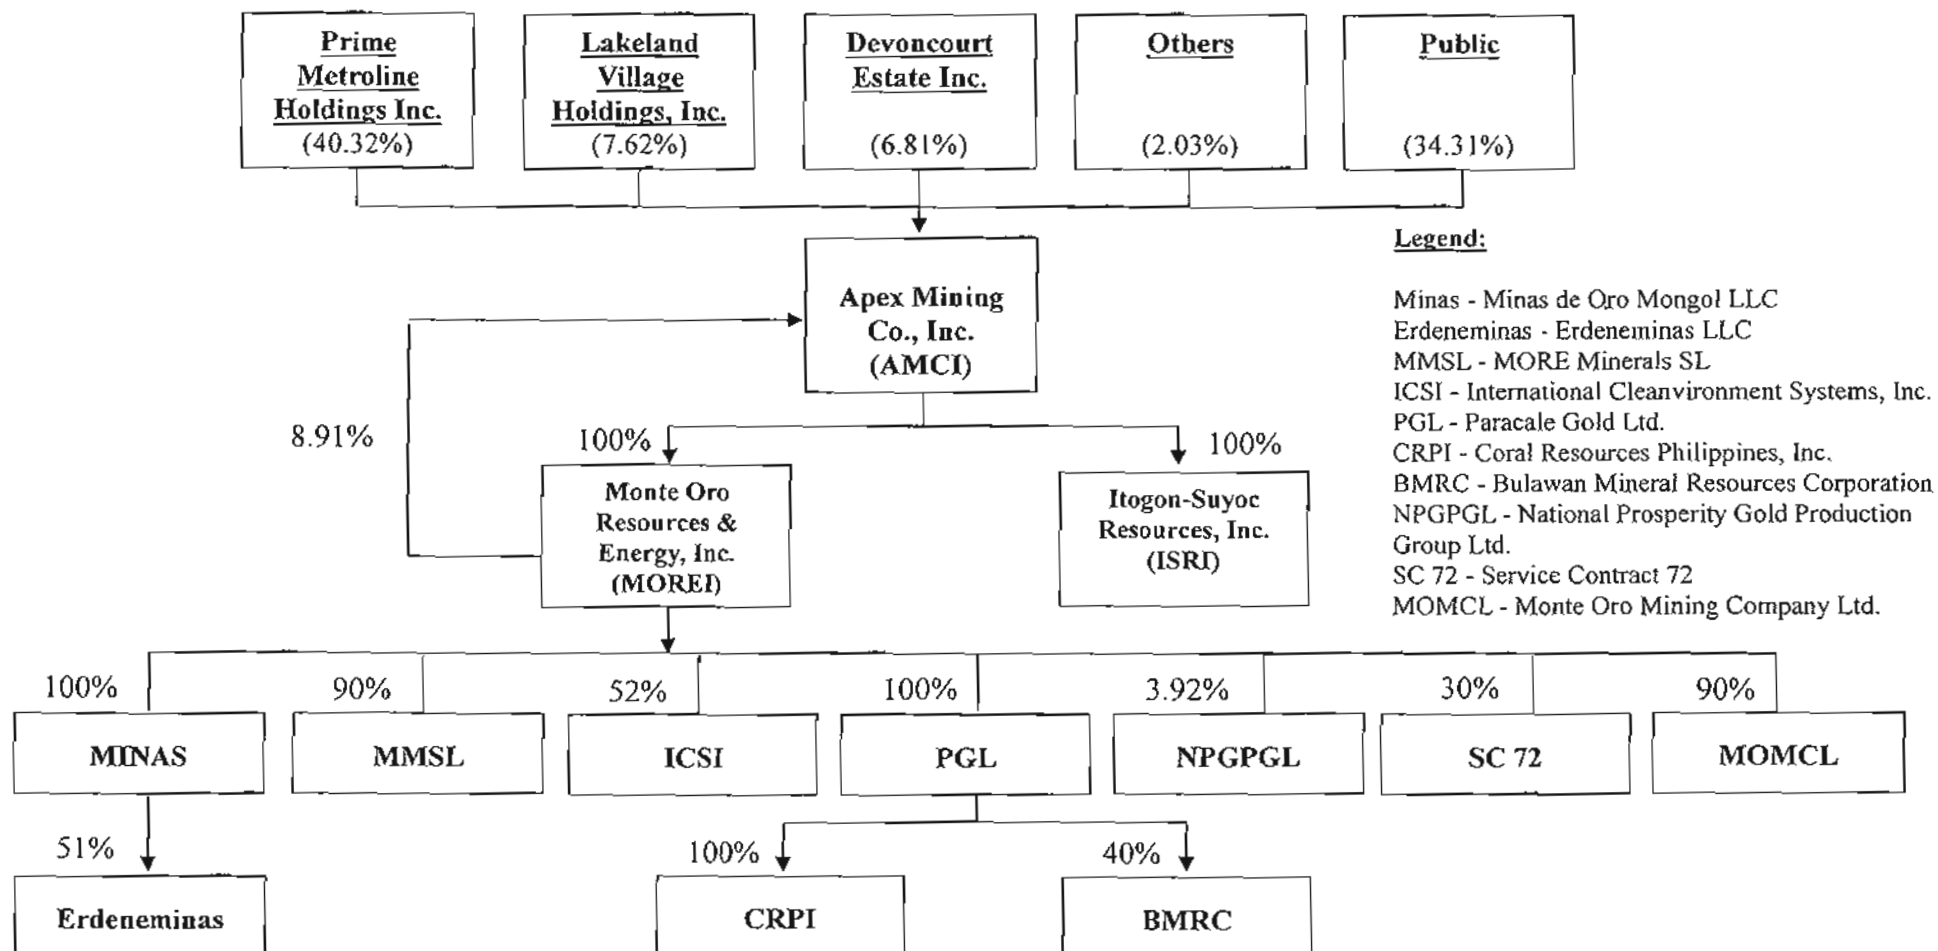 Prime
Metroline
Holdings Inc.
(40.32%)
Lakeland
Village
Holdings, Inc.
(7.62%)
Devoncourt
Estate Inc.
(6.81%)
Others
(2.03%)
Public
(34.31%)
Apex Mining
Co., Inc.
(AMCI)
Legend:
Minas - Minas de Oro Mongol LLC
Erdeneminas - Erdeneminas LLC
MMSL - MORE Minerals SL
ICSI - International Cleanvironment Systems, Inc.
PGL - Paracale Gold Ltd.
CRPI - Coral Resources Philippines, Inc.
BMRC - Bulawan Mineral Resources Corporation
NPGPGL - National Prosperity Gold Production
Group Ltd.
SC 72 - Service Contract 72
MOMCL - Monte Oro Mining Company Ltd.
8.91%
100%
100%
Monte Oro
Resources &
Energy, Inc.
(MOREI)
Itogon-Suyoc
Resources, Inc.
(ISRI)
100%
90%
52%
100%
3.92%
30%
90%
MINAS
MMSL
ICSI
PGL
NPGPGL
SC 72
MOMCL
51%
100%
40%
Erdeneminas
CRPI
BMRC